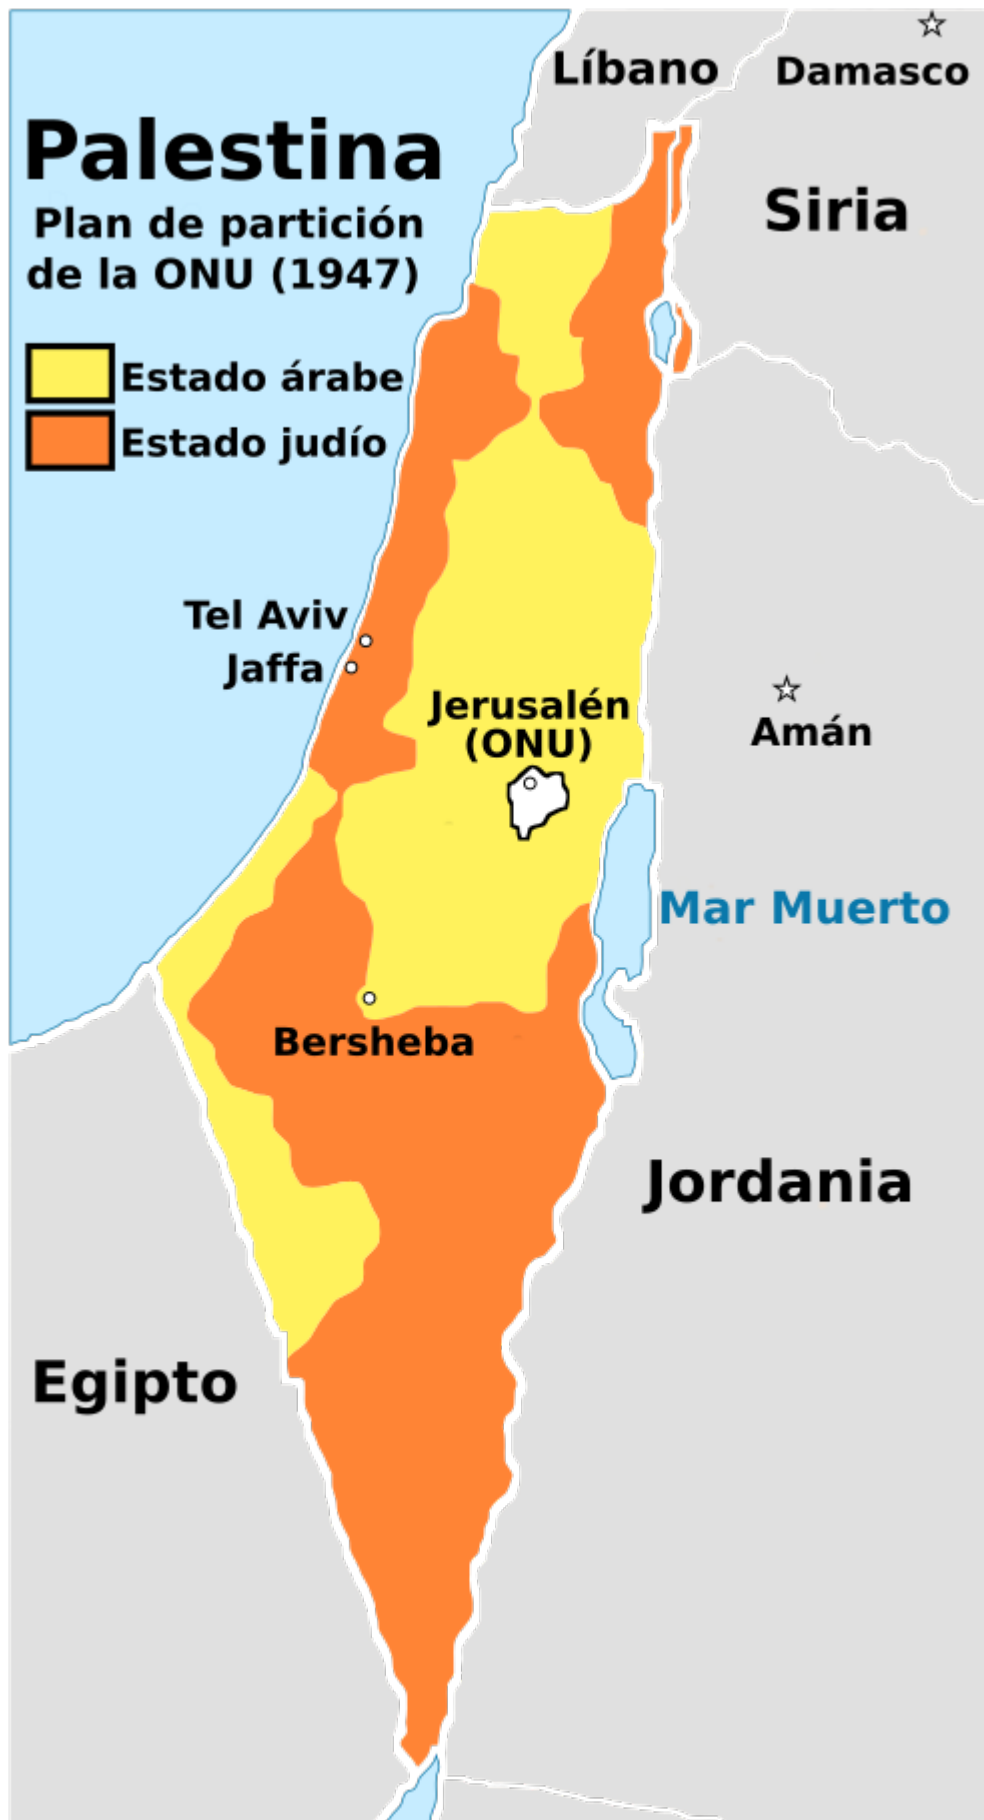 Líbano
Damasco
Palestina
Plan de partición
de la ONU (1947)
Siria
Estado árabe
Estado judío
Tel Aviv
Jaffa
Jerusalén
(ONU)
Amán
Mar Muerto
Bersheba
Jordania
Egipto